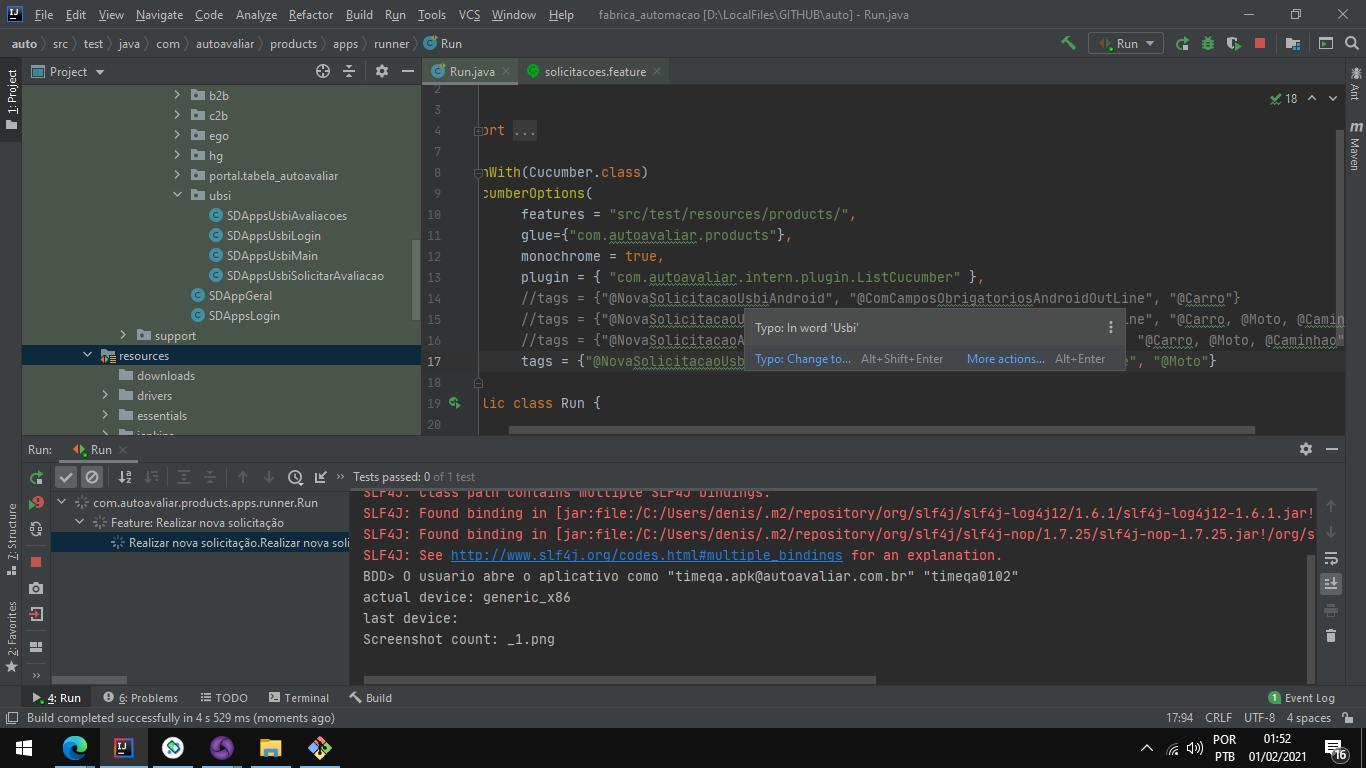 File Edit View Navigate Code Analyze Refactor Build Run Tools VCS Window Help fabrica_automacao [D:\LocalFiles\GITHUB\auto] - Run.java
auto src test java com autoavaliar products apps runner Run
Run
1: Project
Project
Run.java
solicitacoes.feature
Ant
Maven
b2b
c2b
ego
hg
portal.tabela_autoavaliar
ubsi
SDAppsUsbiAvaliacoes
SDAppsUsbiLogin
SDAppsUsbiMain
SDAppsUsbiSolicitarAvaliacao
SDAppGeral
SDAppsLogin
support
resources
downloads
drivers
essentials
18
2
3
4 ort ...
7
8 nWith(Cucumber.class)
9 cumberOptions(
10 features = "src/test/resources/products/",
11 glue={"com.autoavaliar.products"},
12 monochrome = true,
13 plugin = { "com.autoavaliar.intern.plugin.ListCucumber" },
14 //tags = {"@NovaSolicitacaoUsbiAndroid", "@ComCamposObrigatoriosAndroidOutLine", "@Carro"}
15 //tags = {"@NovaSolicitacaoU Line", "@Carro, @Moto, @Camin
16 //tags = {"@NovaSolicitacaoA "@Carro, @Moto, @Caminhao"
17 tags = {"@NovaSolicitacaoUsb ", "@Moto"}
18
19 lic class Run {
20
Typo: In word 'Usbi'
Typo: Change to... Alt+Shift+Enter More actions... Alt+Enter
Run: Run
Tests passed: 0 of 1 test
com.autoavaliar.products.apps.runner.Run
Feature: Realizar nova solicitação
Realizar nova solicitação.Realizar nova soli
SLF4J: Class path contains multiple SLF4J bindings.
SLF4J: Found binding in [jar:file:/C:/Users/denis/.m2/repository/org/slf4j/slf4j-log4j12/1.6.1/slf4j-log4j12-1.6.1.jar!
SLF4J: Found binding in [jar:file:/C:/Users/denis/.m2/repository/org/slf4j/slf4j-nop/1.7.25/slf4j-nop-1.7.25.jar!/org/s
SLF4J: See http://www.slf4j.org/codes.html#multiple_bindings for an explanation.
BDD> O usuario abre o aplicativo como "timeqa.apk@autoavaliar.com.br" "timeqa0102"
actual device: generic_x86
last device:
Screenshot count: _1.png
7: Structure
2: Favorites
4: Run 6: Problems TODO Terminal Build 1 Event Log
Build completed successfully in 4 s 529 ms (moments ago) 17:94 CRLF UTF-8 4 spaces
POR
PTB
01:52
01/02/2021
16